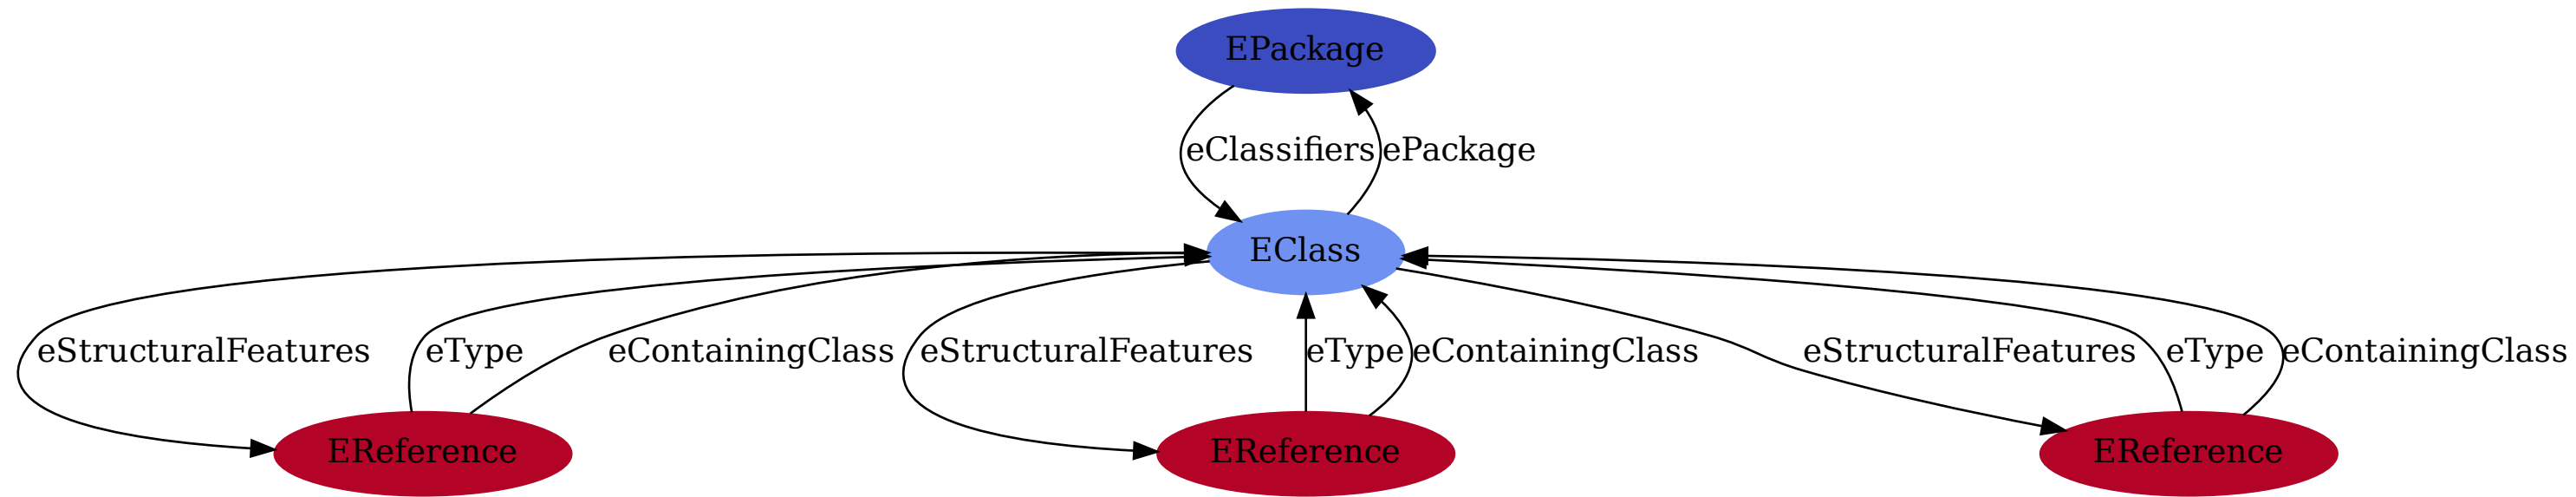 EPackage
eClassifiers
ePackage
EClass
eStructuralFeatures
eType
eContainingClass
eStructuralFeatures
eType
eContainingClass
eStructuralFeatures
eType
eContainingClass
EReference
EReference
EReference